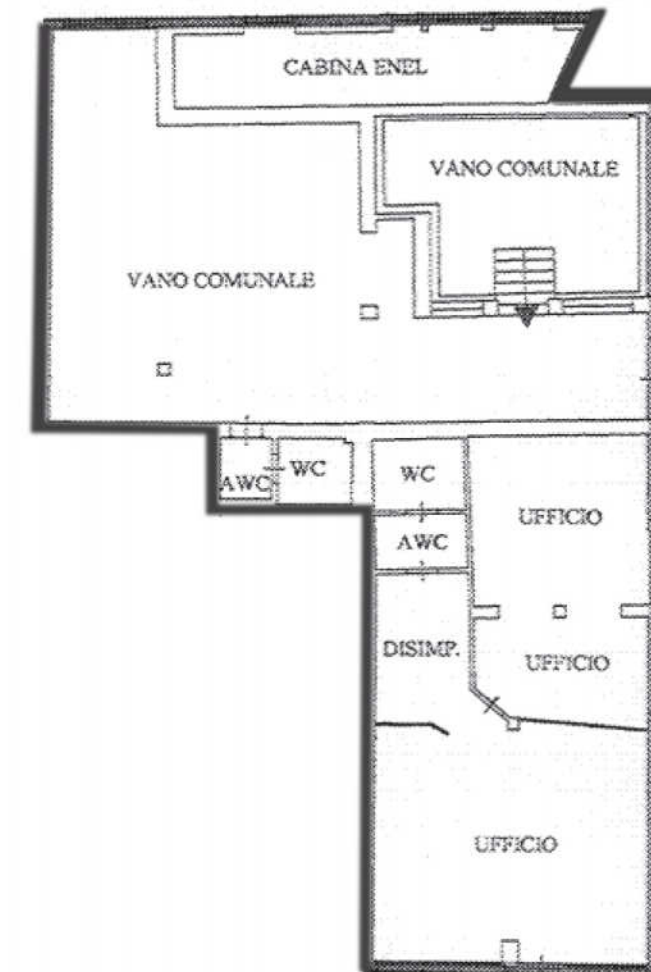 CABINA ENEL
VANO COMUNALE
VANO COMUNALE
AWC
WC
WC
UFFICIO
AWC
DISIMP.
UFFICIO
UFFICIO